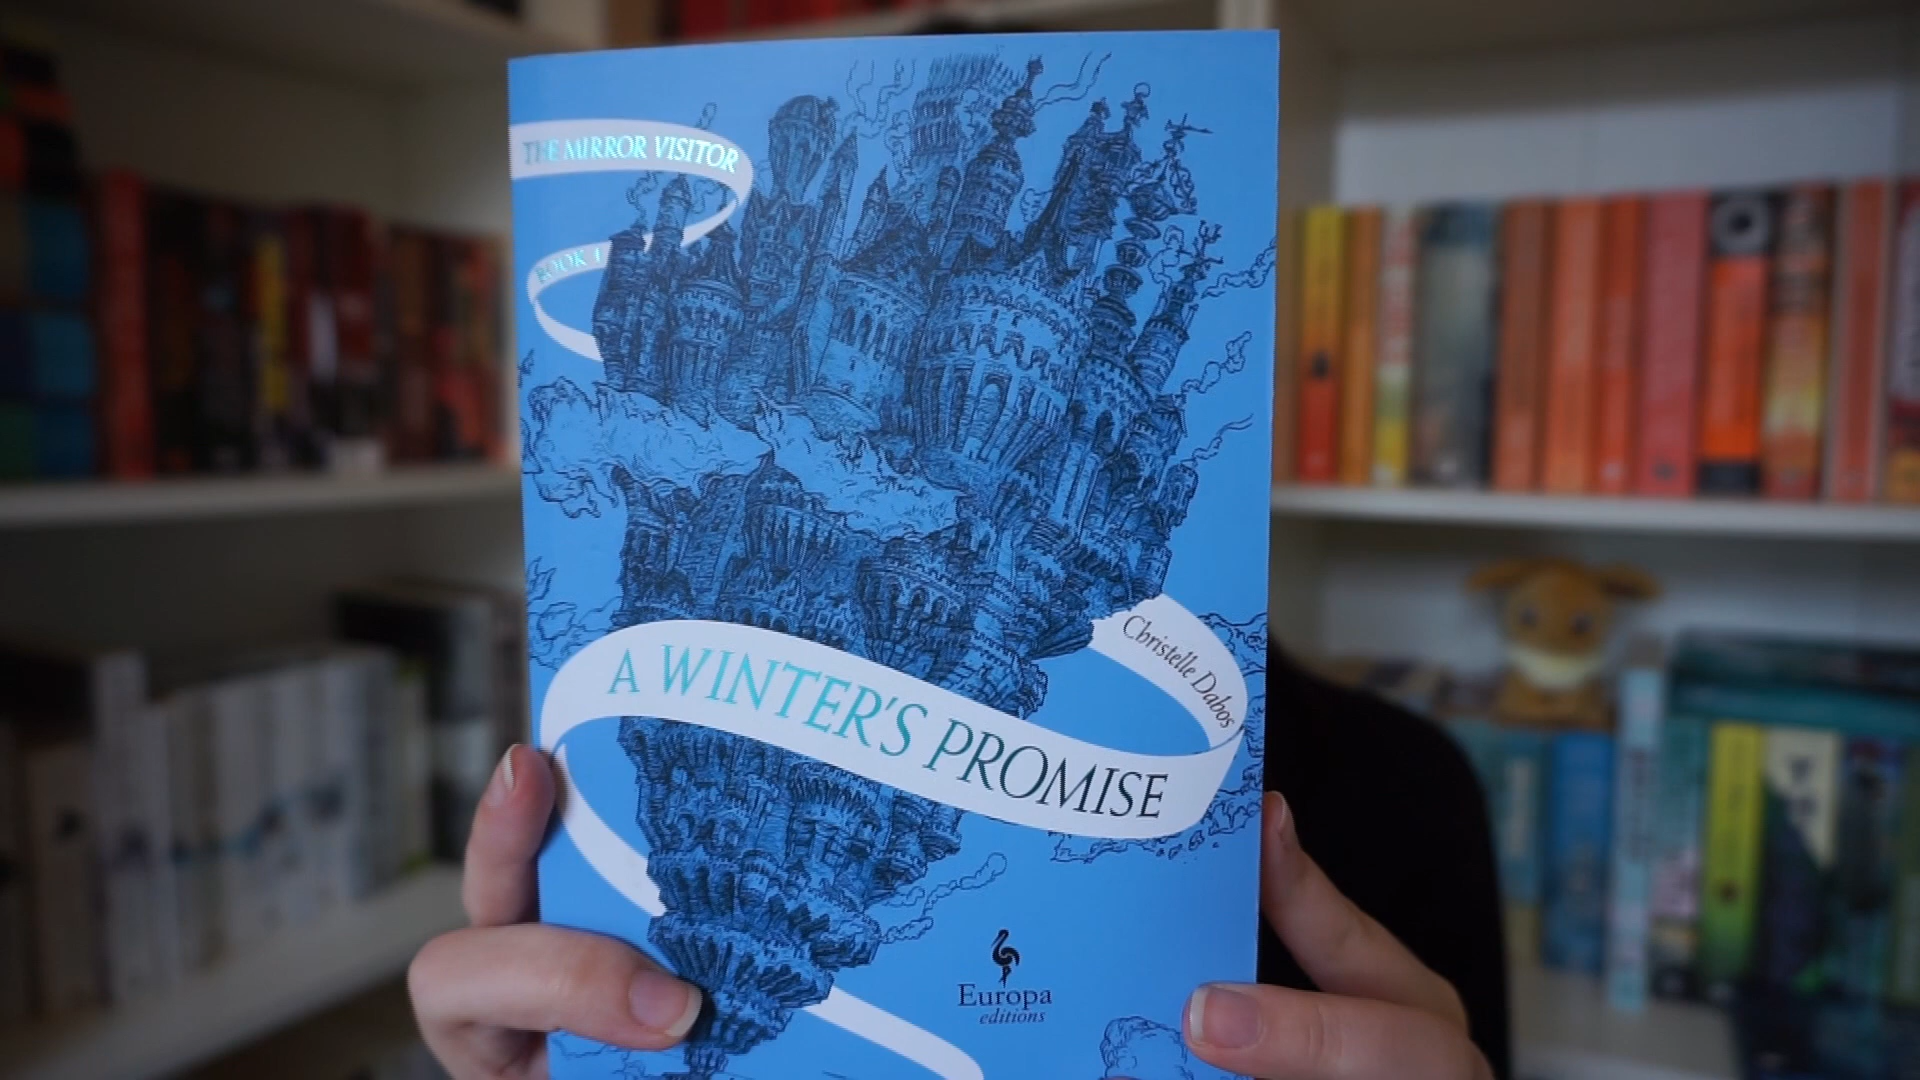 THE MIRROR VISITOR
BOOK 1
Christelle Dabos
A WINTER'S PROMISE
Europa
editions